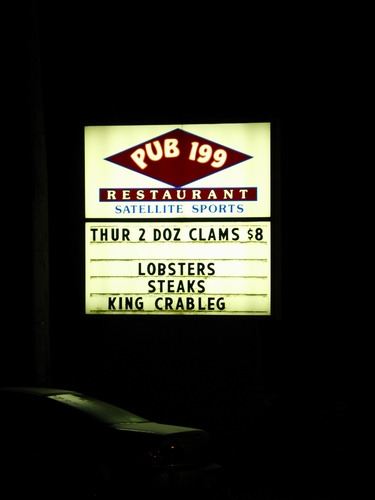 PUB 199
RESTAURANT
SATELLITE SPORTS
THUR 2 DOZ CLAMS $8
LOBSTERS
STEAKS
KING CRABLEG